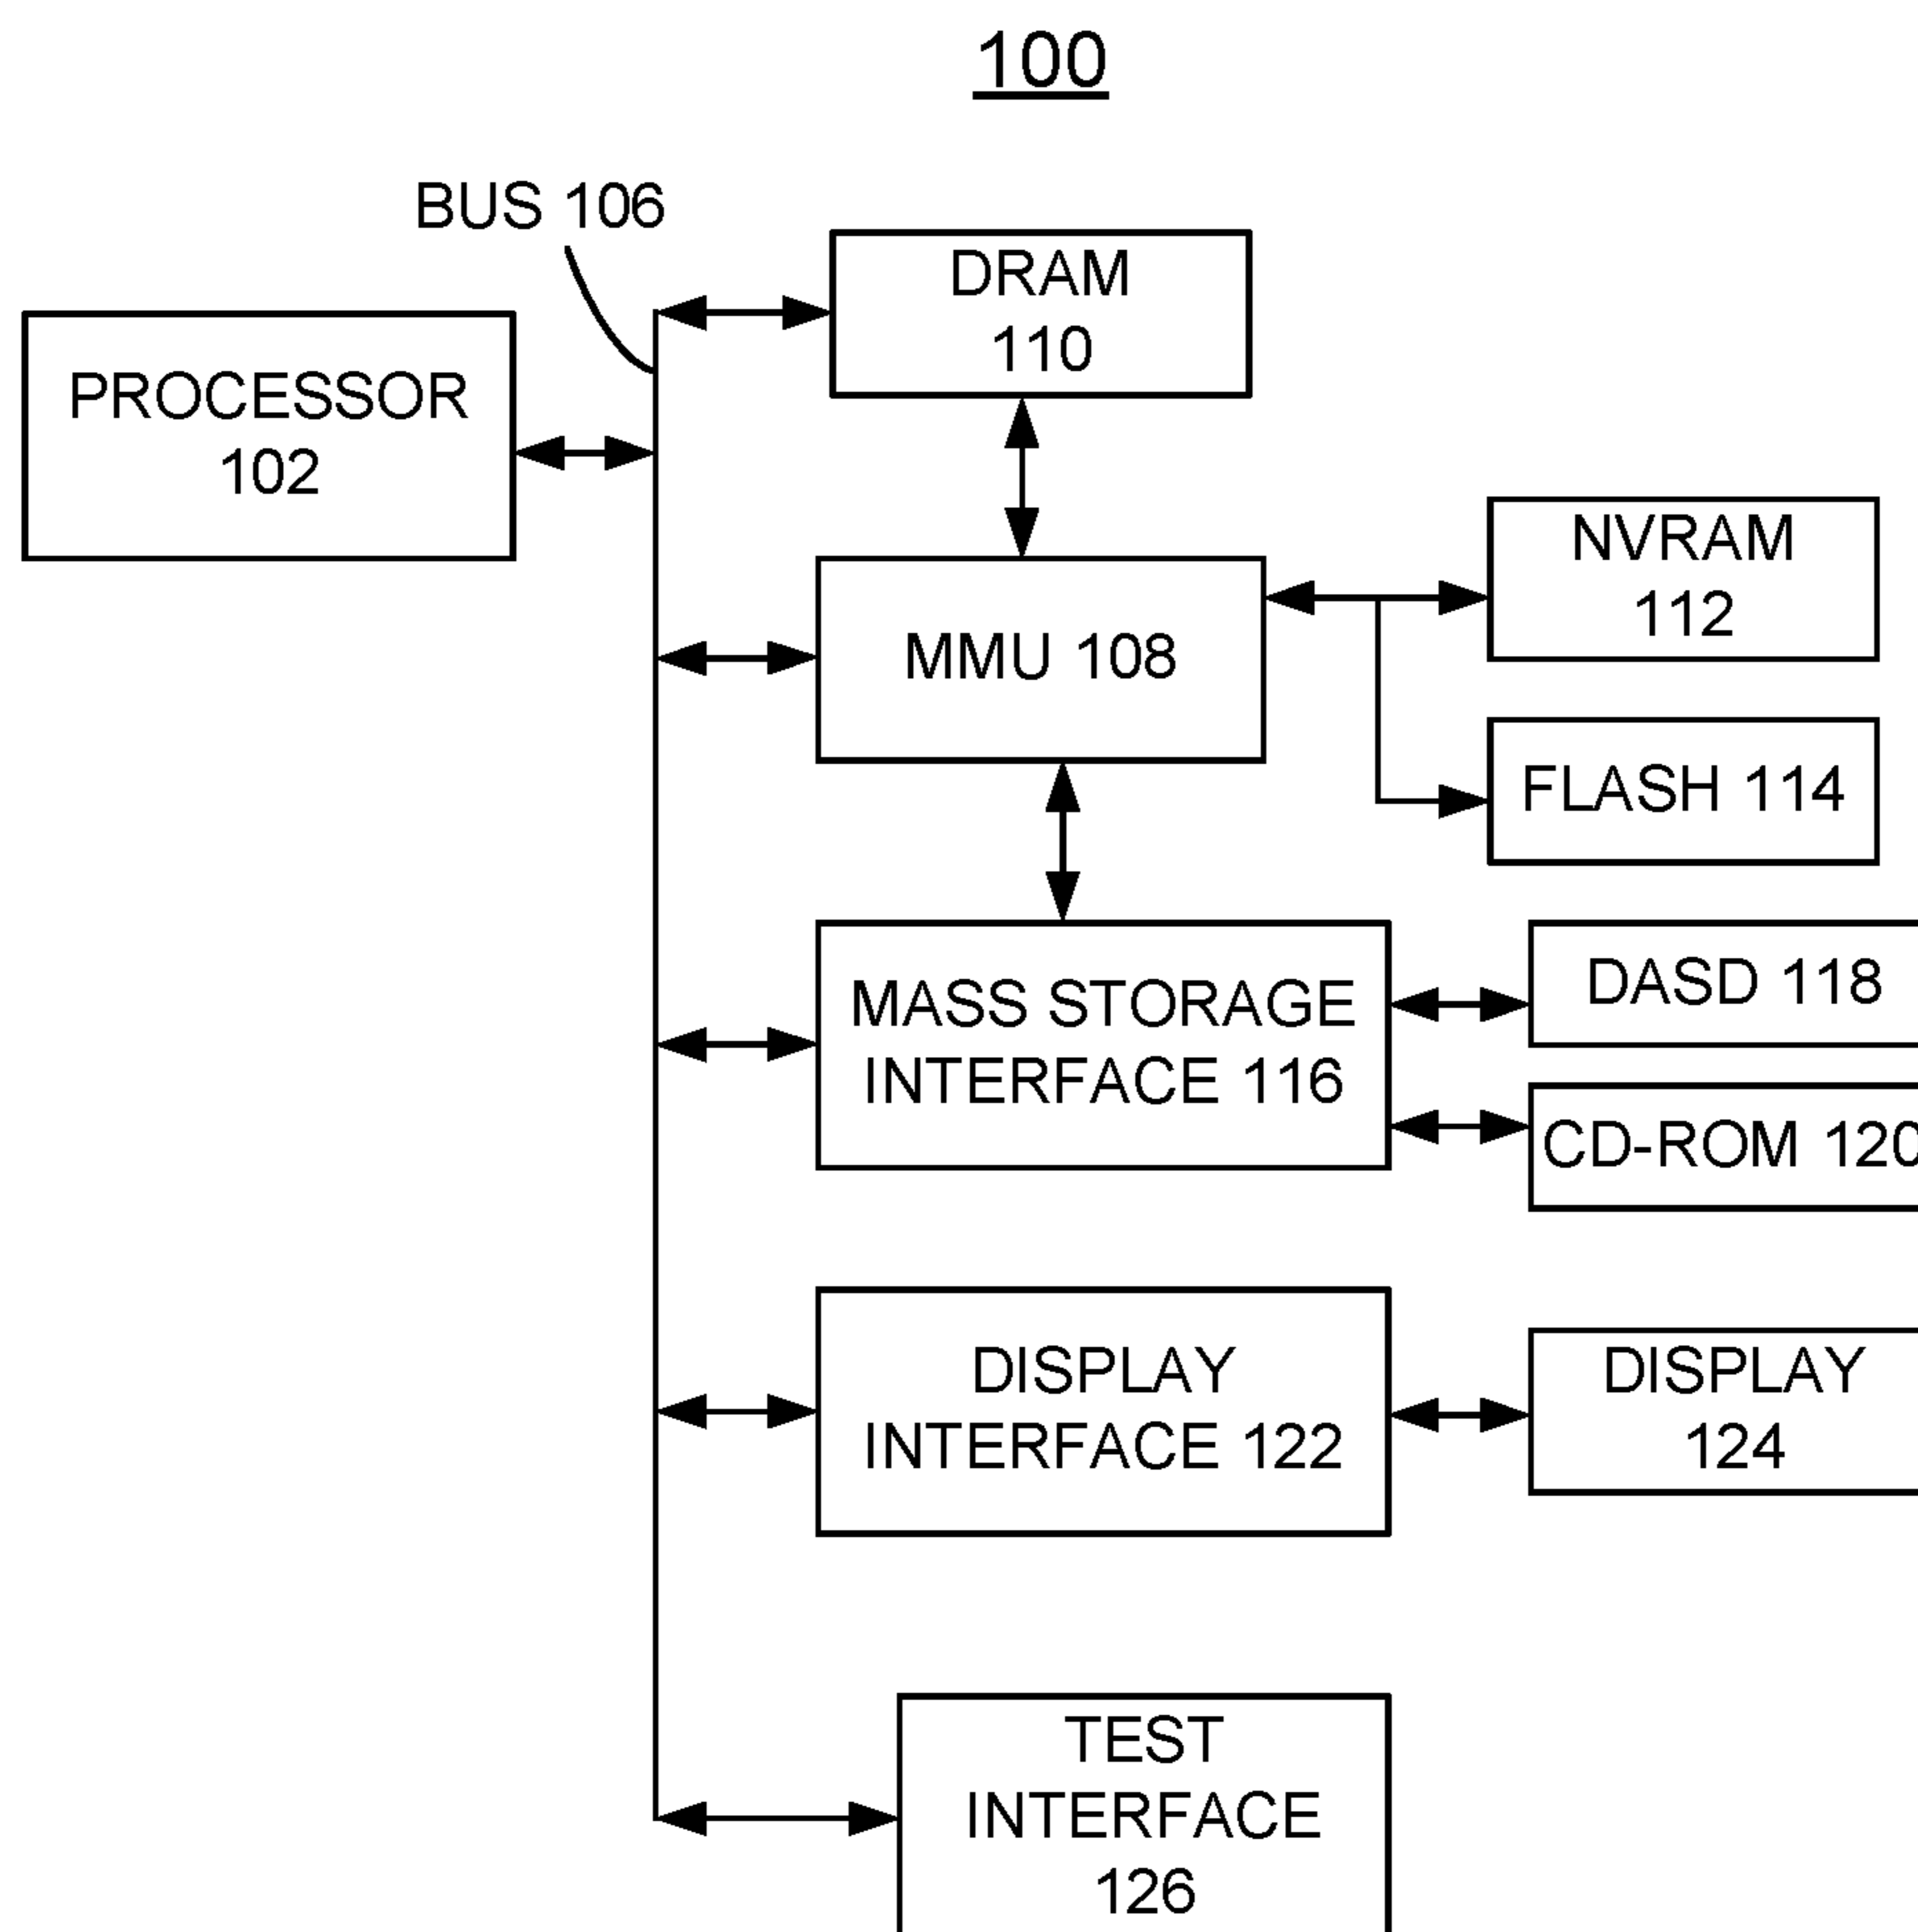 100
BUS 106
DRAM
110
PROCESSOR
102
NVRAM
112
MMU 108
FLASH 114
MASS STORAGE
INTERFACE 116
DASD 118
CD-ROM 120
DISPLAY
INTERFACE 122
DISPLAY
124
TEST
INTERFACE
126